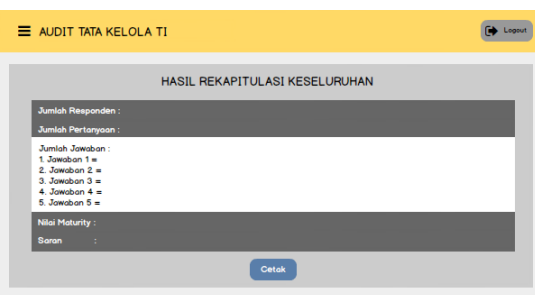 AUDIT TATA KELOLA TI
Logout
HASIL REKAPITULASI KESELURUHAN
Jumlah Responden :
Jumlah Pertanyaan :
Jumlah Jawaban :
1. Jawaban 1 =
2. Jawaban 2 =
3. Jawaban 3 =
4. Jawaban 4 =
5. Jawaban 5 =
Nilai Maturity :
Saran :
Cetak